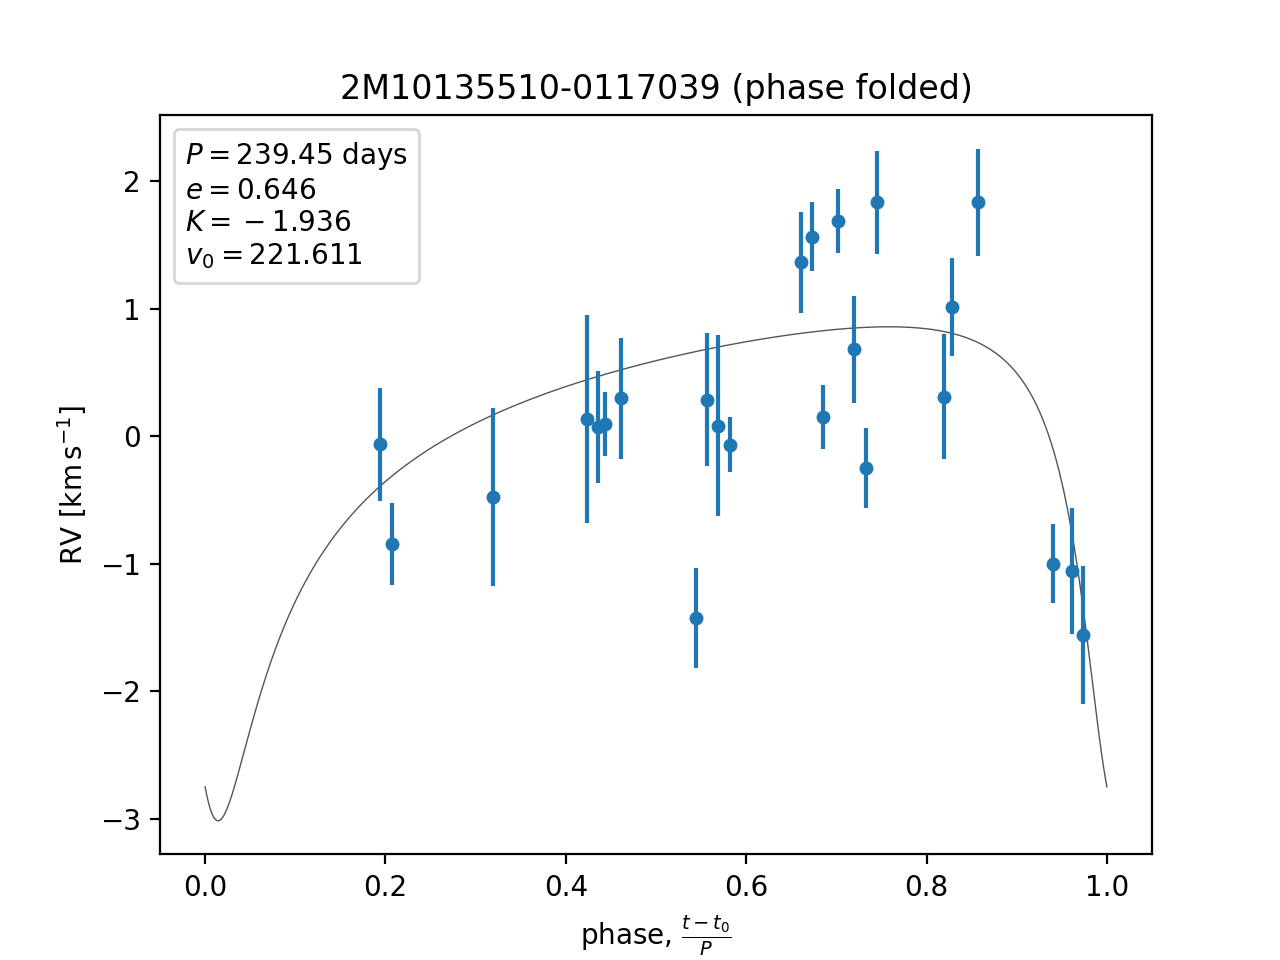 2M10135510-0117039 (phase folded)
P = 239.45 days
e = 0.646
K = −1.936
v₀ = 221.611
2
1
0
−1
−2
−3
RV [km s⁻¹]
0.0 0.2 0.4 0.6 0.8 1.0
phase, (t − t₀)/P